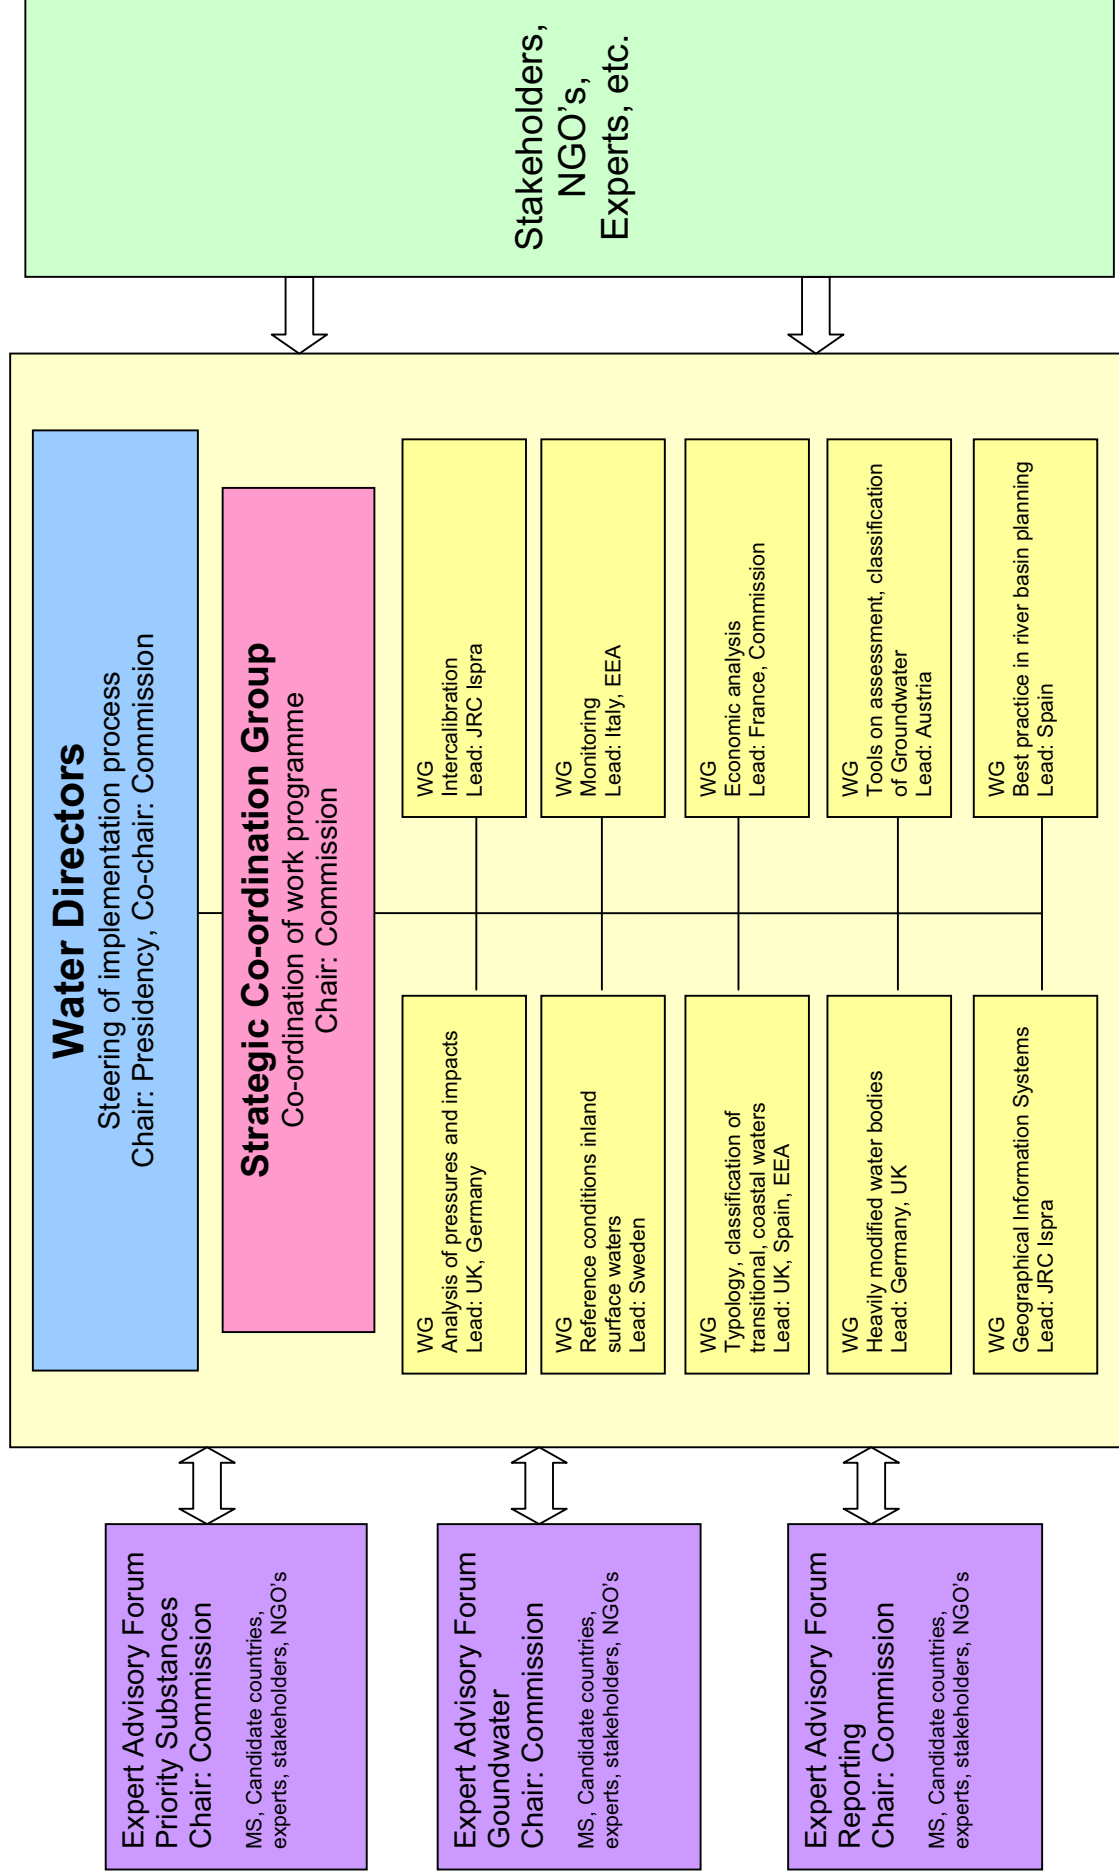 Expert Advisory Forum
Priority Substances
Chair: Commission
MS, Candidate countries,
experts, stakeholders, NGO's
Expert Advisory Forum
Goundwater
Chair: Commission
MS, Candidate countries,
experts, stakeholders, NGO's
Expert Advisory Forum
Reporting
Chair: Commission
MS, Candidate countries,
experts, stakeholders, NGO's
Water Directors
Steering of implementation process
Chair: Presidency, Co-chair: Commission
Strategic Co-ordination Group
Co-ordination of work programme
Chair: Commission
WG
Analysis of pressures and impacts
Lead: UK, Germany
WG
Reference conditions inland
surface waters
Lead: Sweden
WG
Typology, classification of
transitional, coastal waters
Lead: UK, Spain, EEA
WG
Heavily modified water bodies
Lead: Germany, UK
WG
Geographical Information Systems
Lead: JRC Ispra
WG
Intercalibration
Lead: JRC Ispra
WG
Monitoring
Lead: Italy, EEA
WG
Economic analysis
Lead: France, Commission
WG
Tools on assessment, classification
of Groundwater
Lead: Austria
WG
Best practice in river basin planning
Lead: Spain
Stakeholders,
NGO's,
Experts, etc.